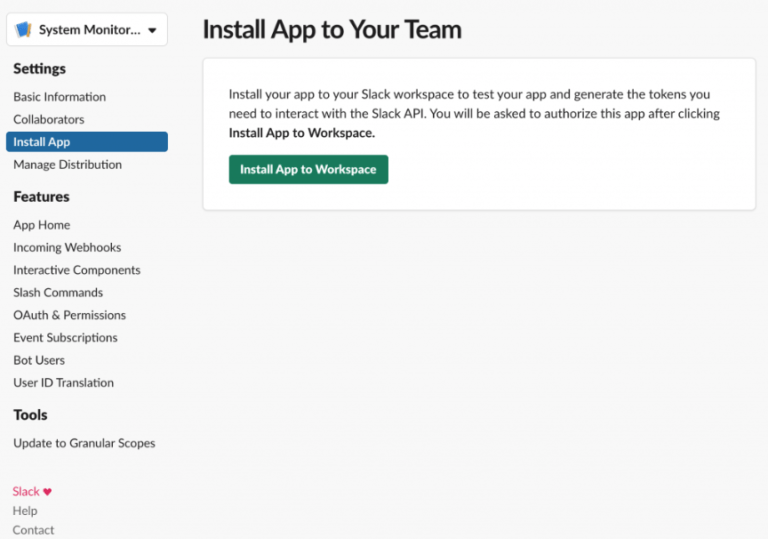 System Monitor...
Settings
Basic Information
Collaborators
Install App
Manage Distribution
Features
App Home
Incoming Webhooks
Interactive Components
Slash Commands
OAuth & Permissions
Event Subscriptions
Bot Users
User ID Translation
Tools
Update to Granular Scopes
Slack ♥
Help
Contact
Install App to Your Team
Install your app to your Slack workspace to test your app and generate the tokens you
need to interact with the Slack API. You will be asked to authorize this app after clicking
Install App to Workspace.
Install App to Workspace